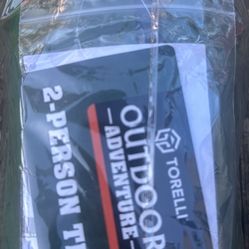 TORELLI
OUTDOOR
—ADVENTURE—
2-PERSON